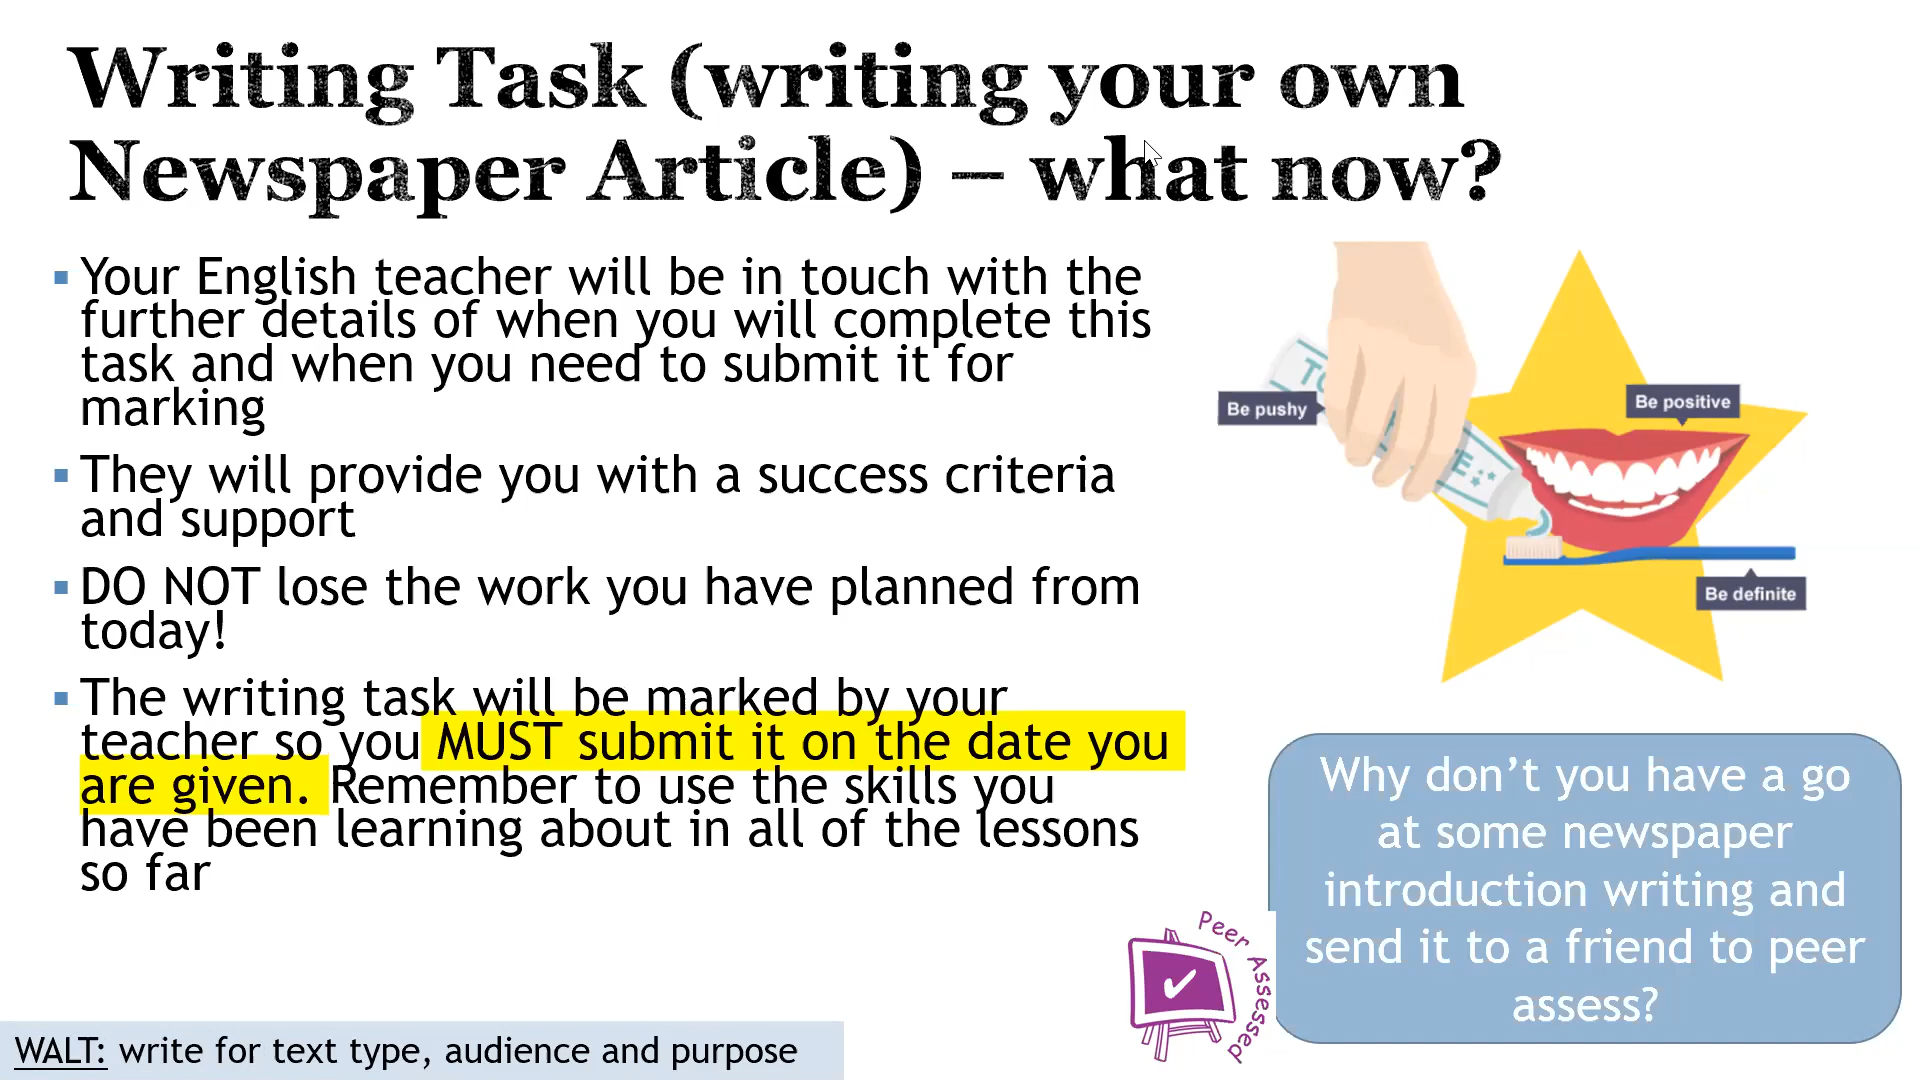 Writing Task (writing your own
Newspaper Article) – what now?
Your English teacher will be in touch with the
further details of when you will complete this
task and when you need to submit it for
marking
They will provide you with a success criteria
and support
DO NOT lose the work you have planned from
today!
The writing task will be marked by your
teacher so you MUST submit it on the date you
are given. Remember to use the skills you
have been learning about in all of the lessons
so far
Be pushy
Be positive
Be definite
Why don’t you have a go
at some newspaper
introduction writing and
send it to a friend to peer
assess?
Peer Assessed
WALT: write for text type, audience and purpose